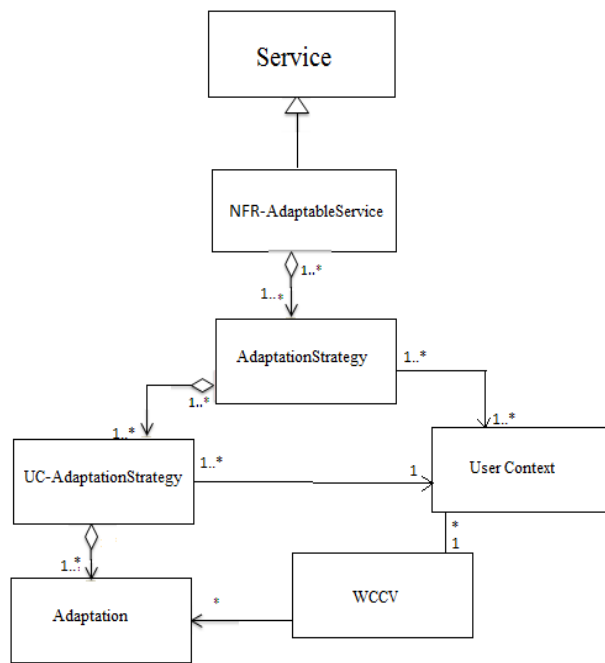 Service
NFR-AdaptableService
1..*
1..*
AdaptationStrategy
1..*
1..*
1..*
1..*
UC-AdaptationStrategy
1..*
1
User Context
*
1
1..*
WCCV
*
Adaptation